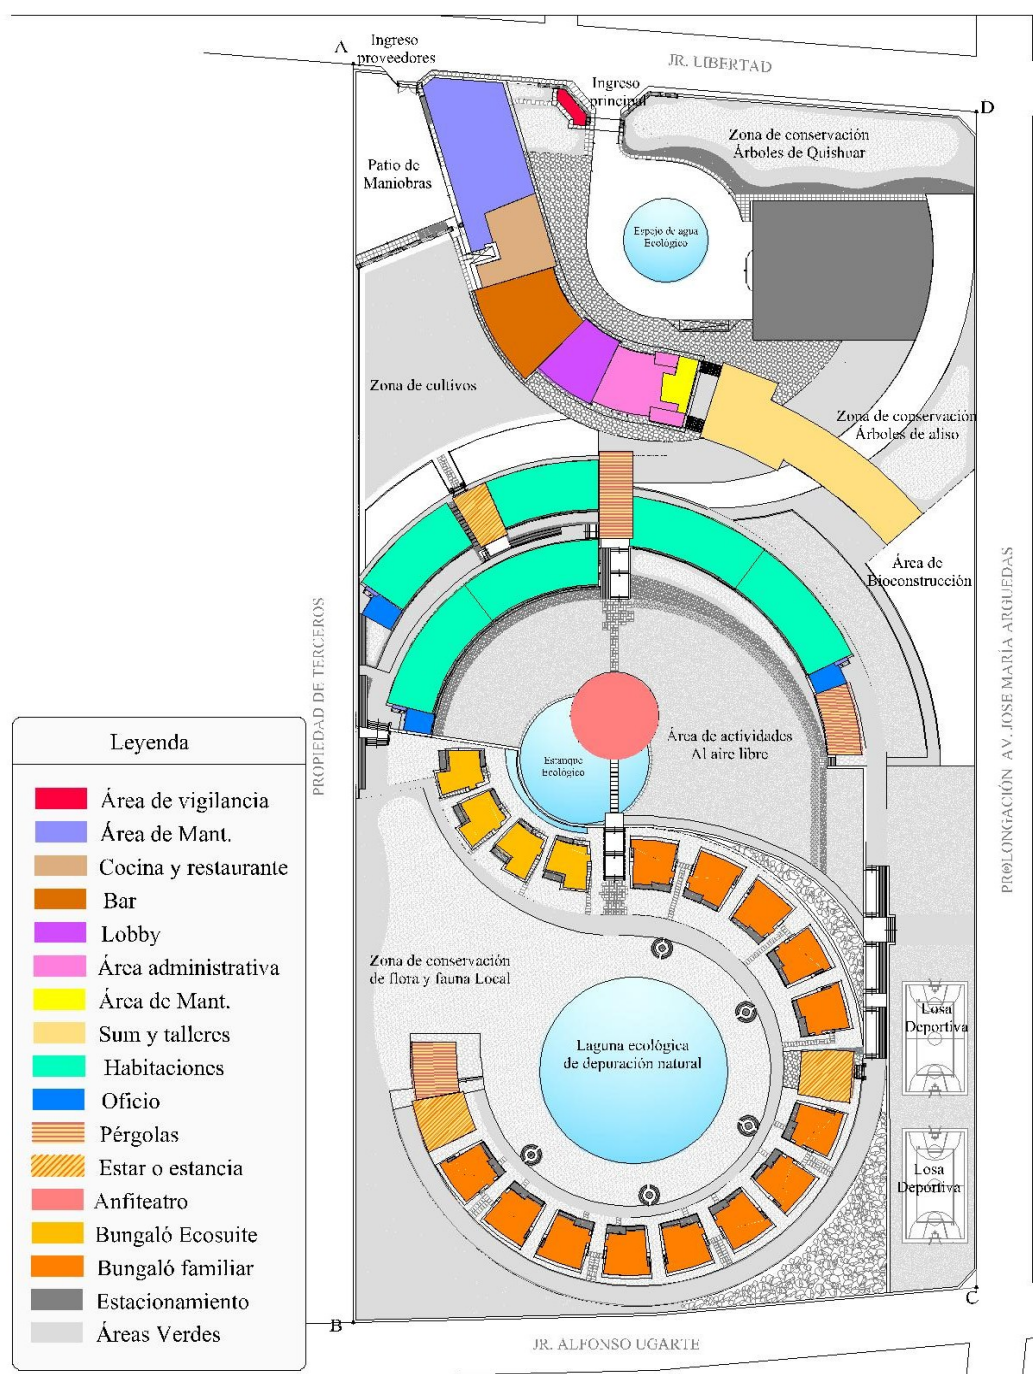 A
Ingreso
proveedores
JR. LIBERTAD
Ingreso
principal
D
Zona de conservación
Árboles de Quishuar
Patio de
Maniobras
Espejo de agua
Ecológico
Zona de cultivos
Zona de conservación
Árboles de aliso
Área de
Bioconstrucción
PROPIEDAD DE TERCEROS
PROLONGACIÓN AV. JOSE MARÍA ARGUEDAS
Área de actividades
Al aire libre
Estanque
Ecológico
Zona de conservación
de flora y fauna Local
Laguna ecológica
de depuración natural
Losa
Deportiva
Losa
Deportiva
Leyenda
Área de vigilancia
Área de Mant.
Cocina y restaurante
Bar
Lobby
Área administrativa
Área de Mant.
Sum y talleres
Habitaciones
Oficio
Pérgolas
Estar o estancia
Anfiteatro
Bungaló Ecosuite
Bungaló familiar
Estacionamiento
Áreas Verdes
B
C
JR. ALFONSO UGARTE